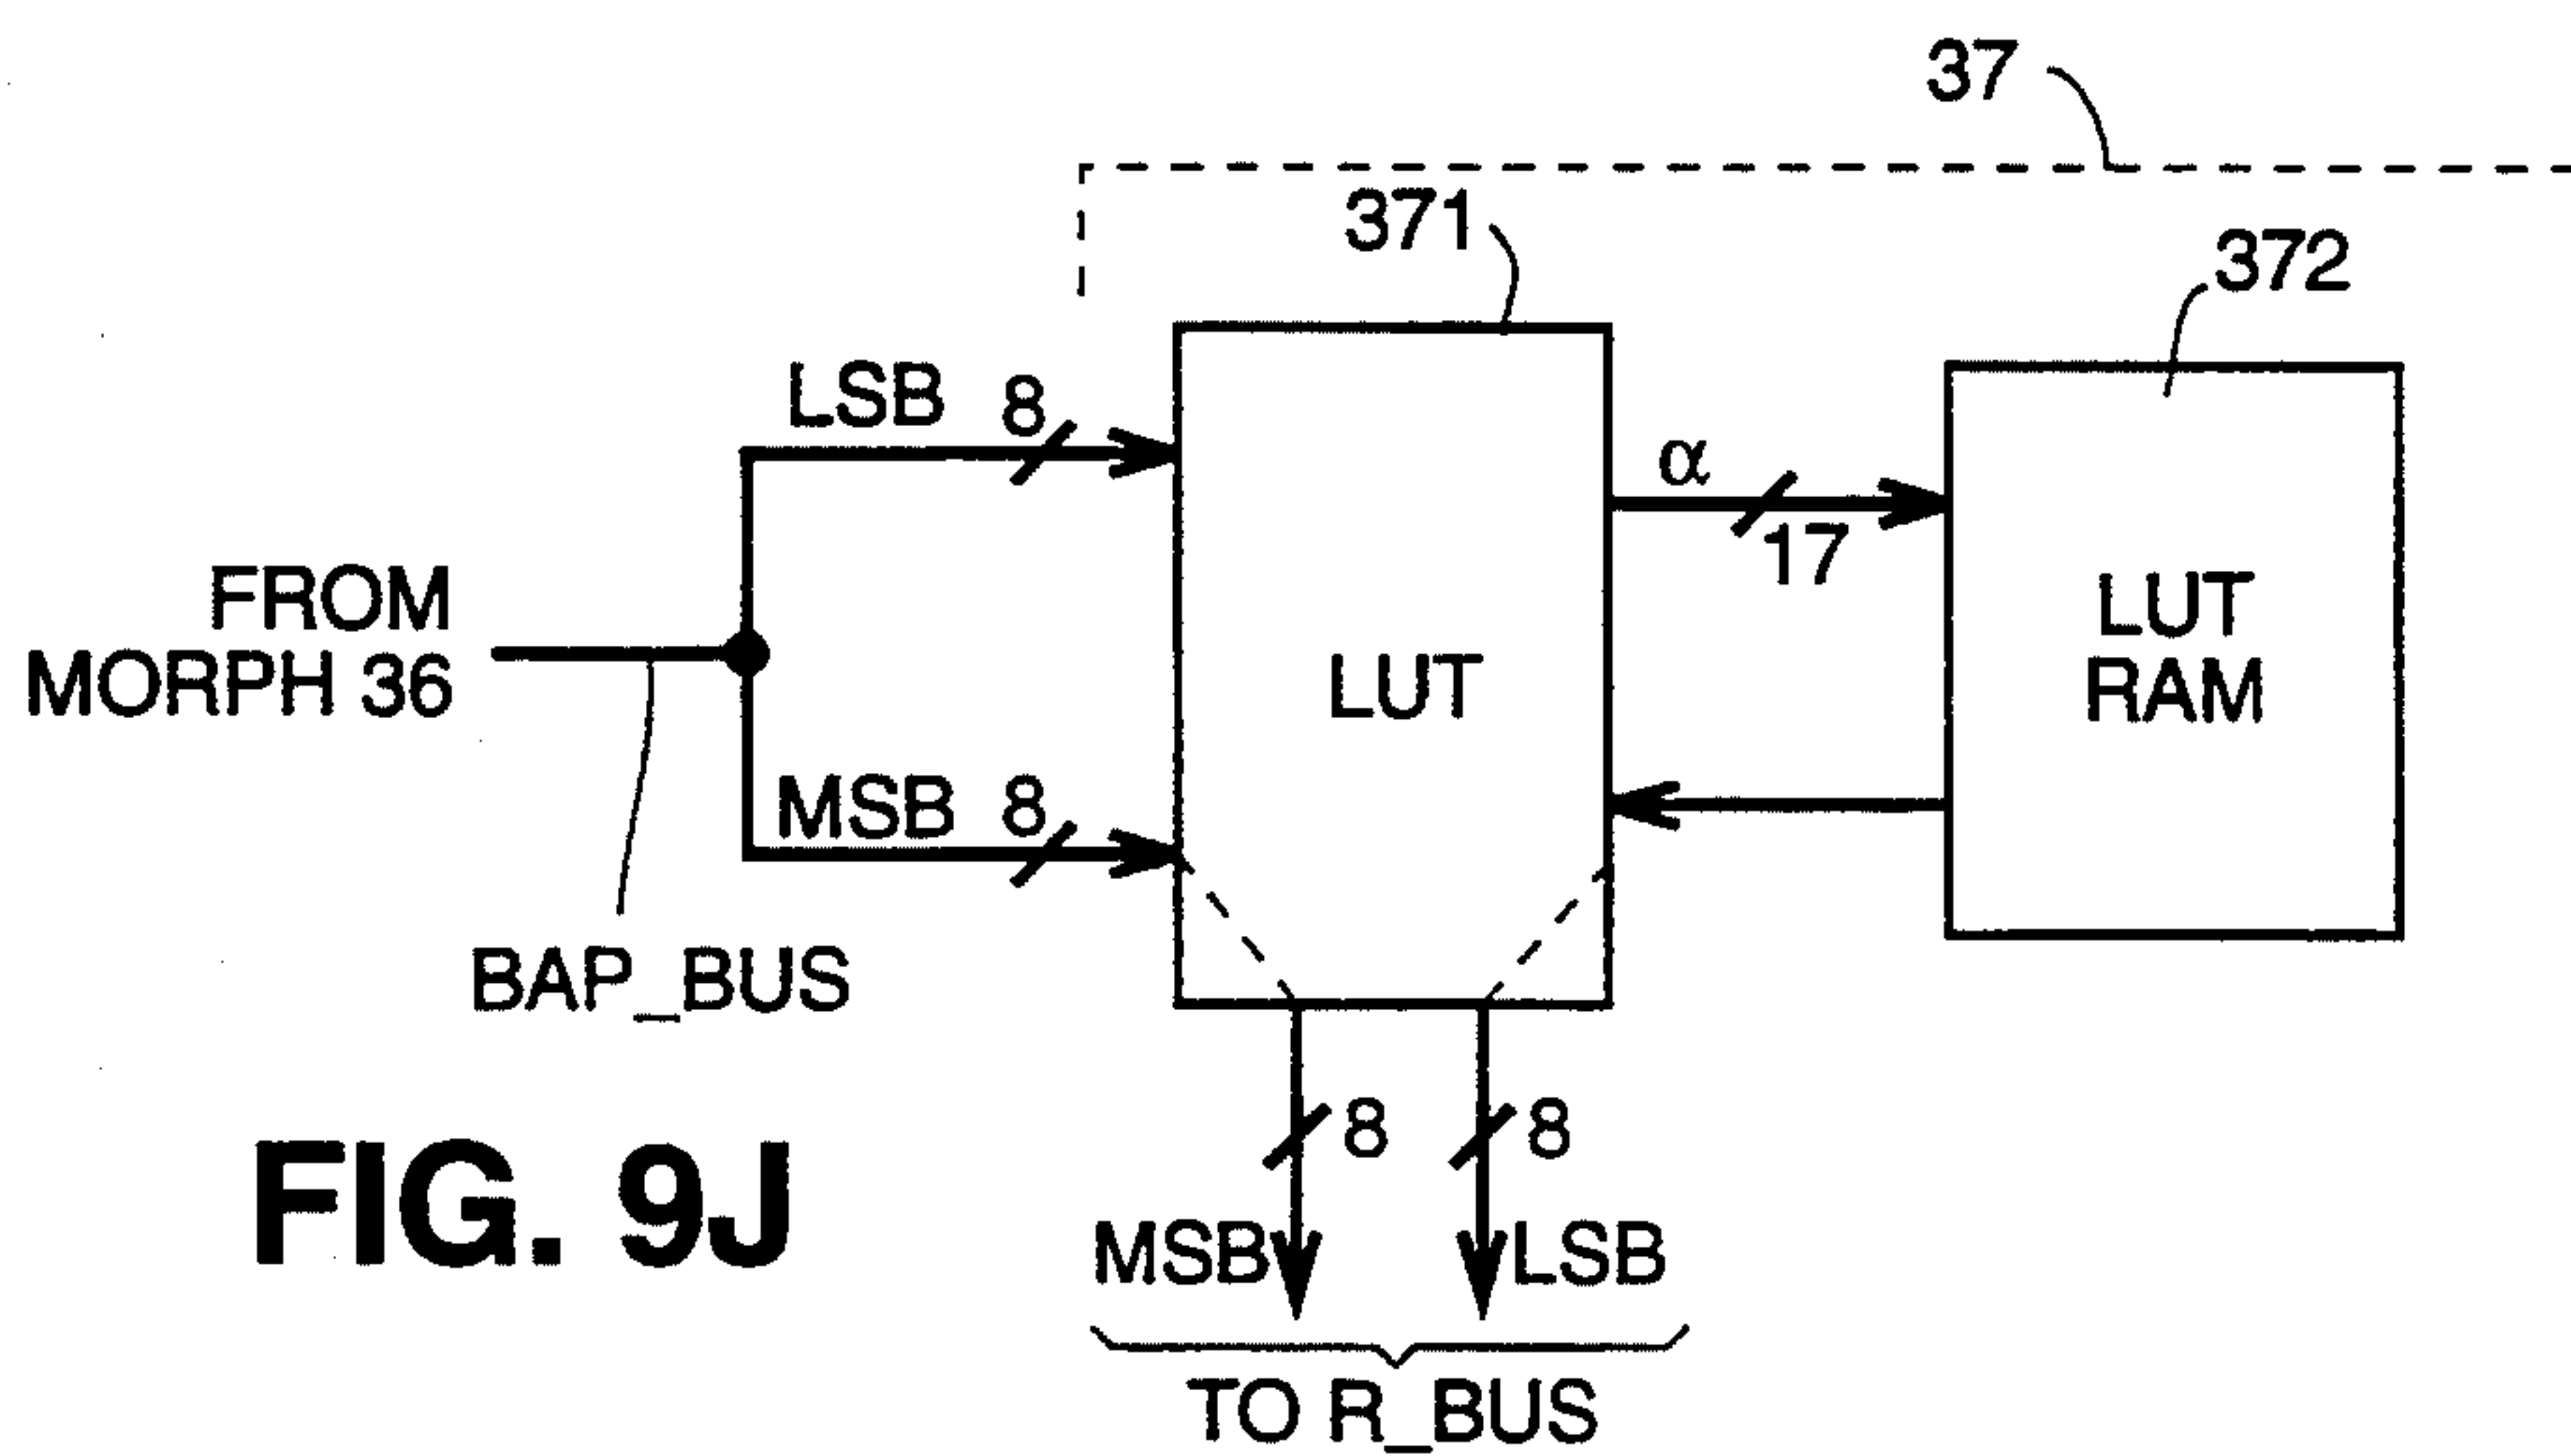 37
371
372
LSB 8
α
17
FROM
MORPH 36
LUT
LUT
RAM
MSB 8
BAP_BUS
8
8
MSB
LSB
FIG. 9J
TO R_BUS